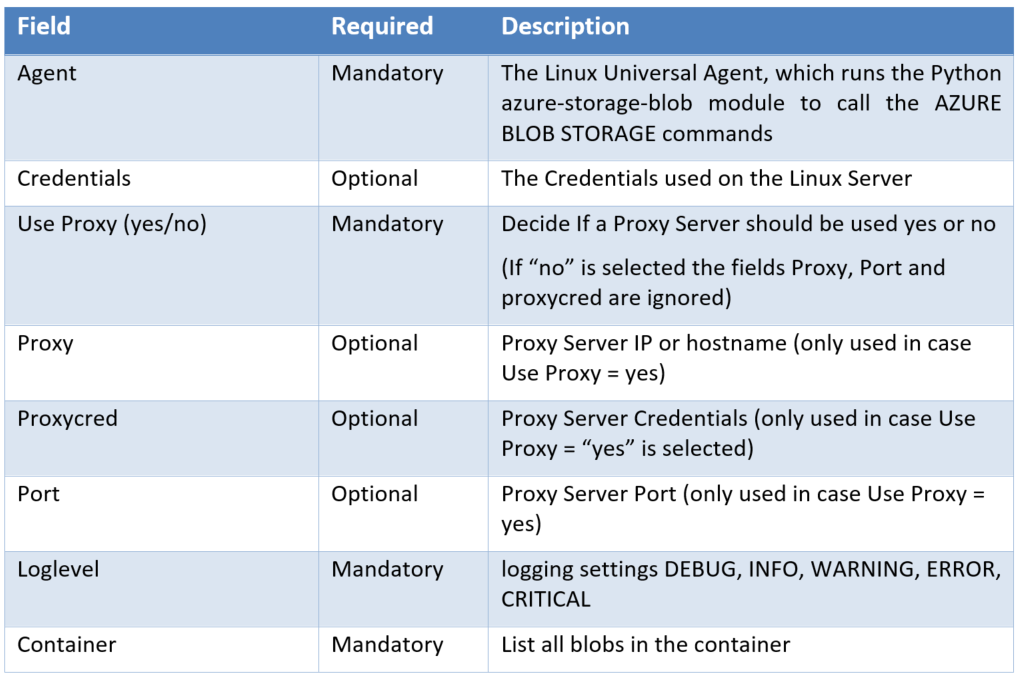 Field Required Description
Agent Mandatory The Linux Universal Agent, which runs the Python
azure-storage-blob module to call the AZURE
BLOB STORAGE commands
Credentials Optional The Credentials used on the Linux Server
Use Proxy (yes/no) Mandatory Decide If a Proxy Server should be used yes or no
(If “no” is selected the fields Proxy, Port and
proxycred are ignored)
Proxy Optional Proxy Server IP or hostname (only used in case
Use Proxy = yes)
Proxycred Optional Proxy Server Credentials (only used in case Use
Proxy = “yes” is selected)
Port Optional Proxy Server Port (only used in case Use Proxy =
yes)
Loglevel Mandatory logging settings DEBUG, INFO, WARNING, ERROR,
CRITICAL
Container Mandatory List all blobs in the container